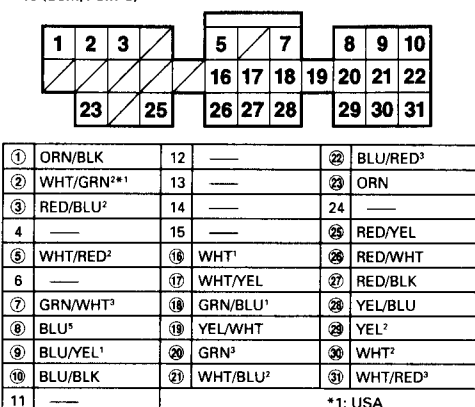 1 2 3 5 7 8 9 10
16 17 18 19 20 21 22
23 25 26 27 28 29 30 31
① ORN/BLK 12 — ㉒ BLU/RED³
② WHT/GRN²*¹ 13 — ㉓ ORN
③ RED/BLU² 14 — 24 —
4 — 15 — ㉕ RED/YEL
⑤ WHT/RED² ⑯ WHT¹ ㉖ RED/WHT
6 — ⑰ WHT/YEL ㉗ RED/BLK
⑦ GRN/WHT³ ⑱ GRN/BLU¹ ㉘ YEL/BLU
⑧ BLU⁵ ⑲ YEL/WHT ㉙ YEL²
⑨ BLU/YEL¹ ⑳ GRN³ ㉚ WHT²
⑩ BLU/BLK ㉑ WHT/BLU² ㉛ WHT/RED³
11 — *1: USA